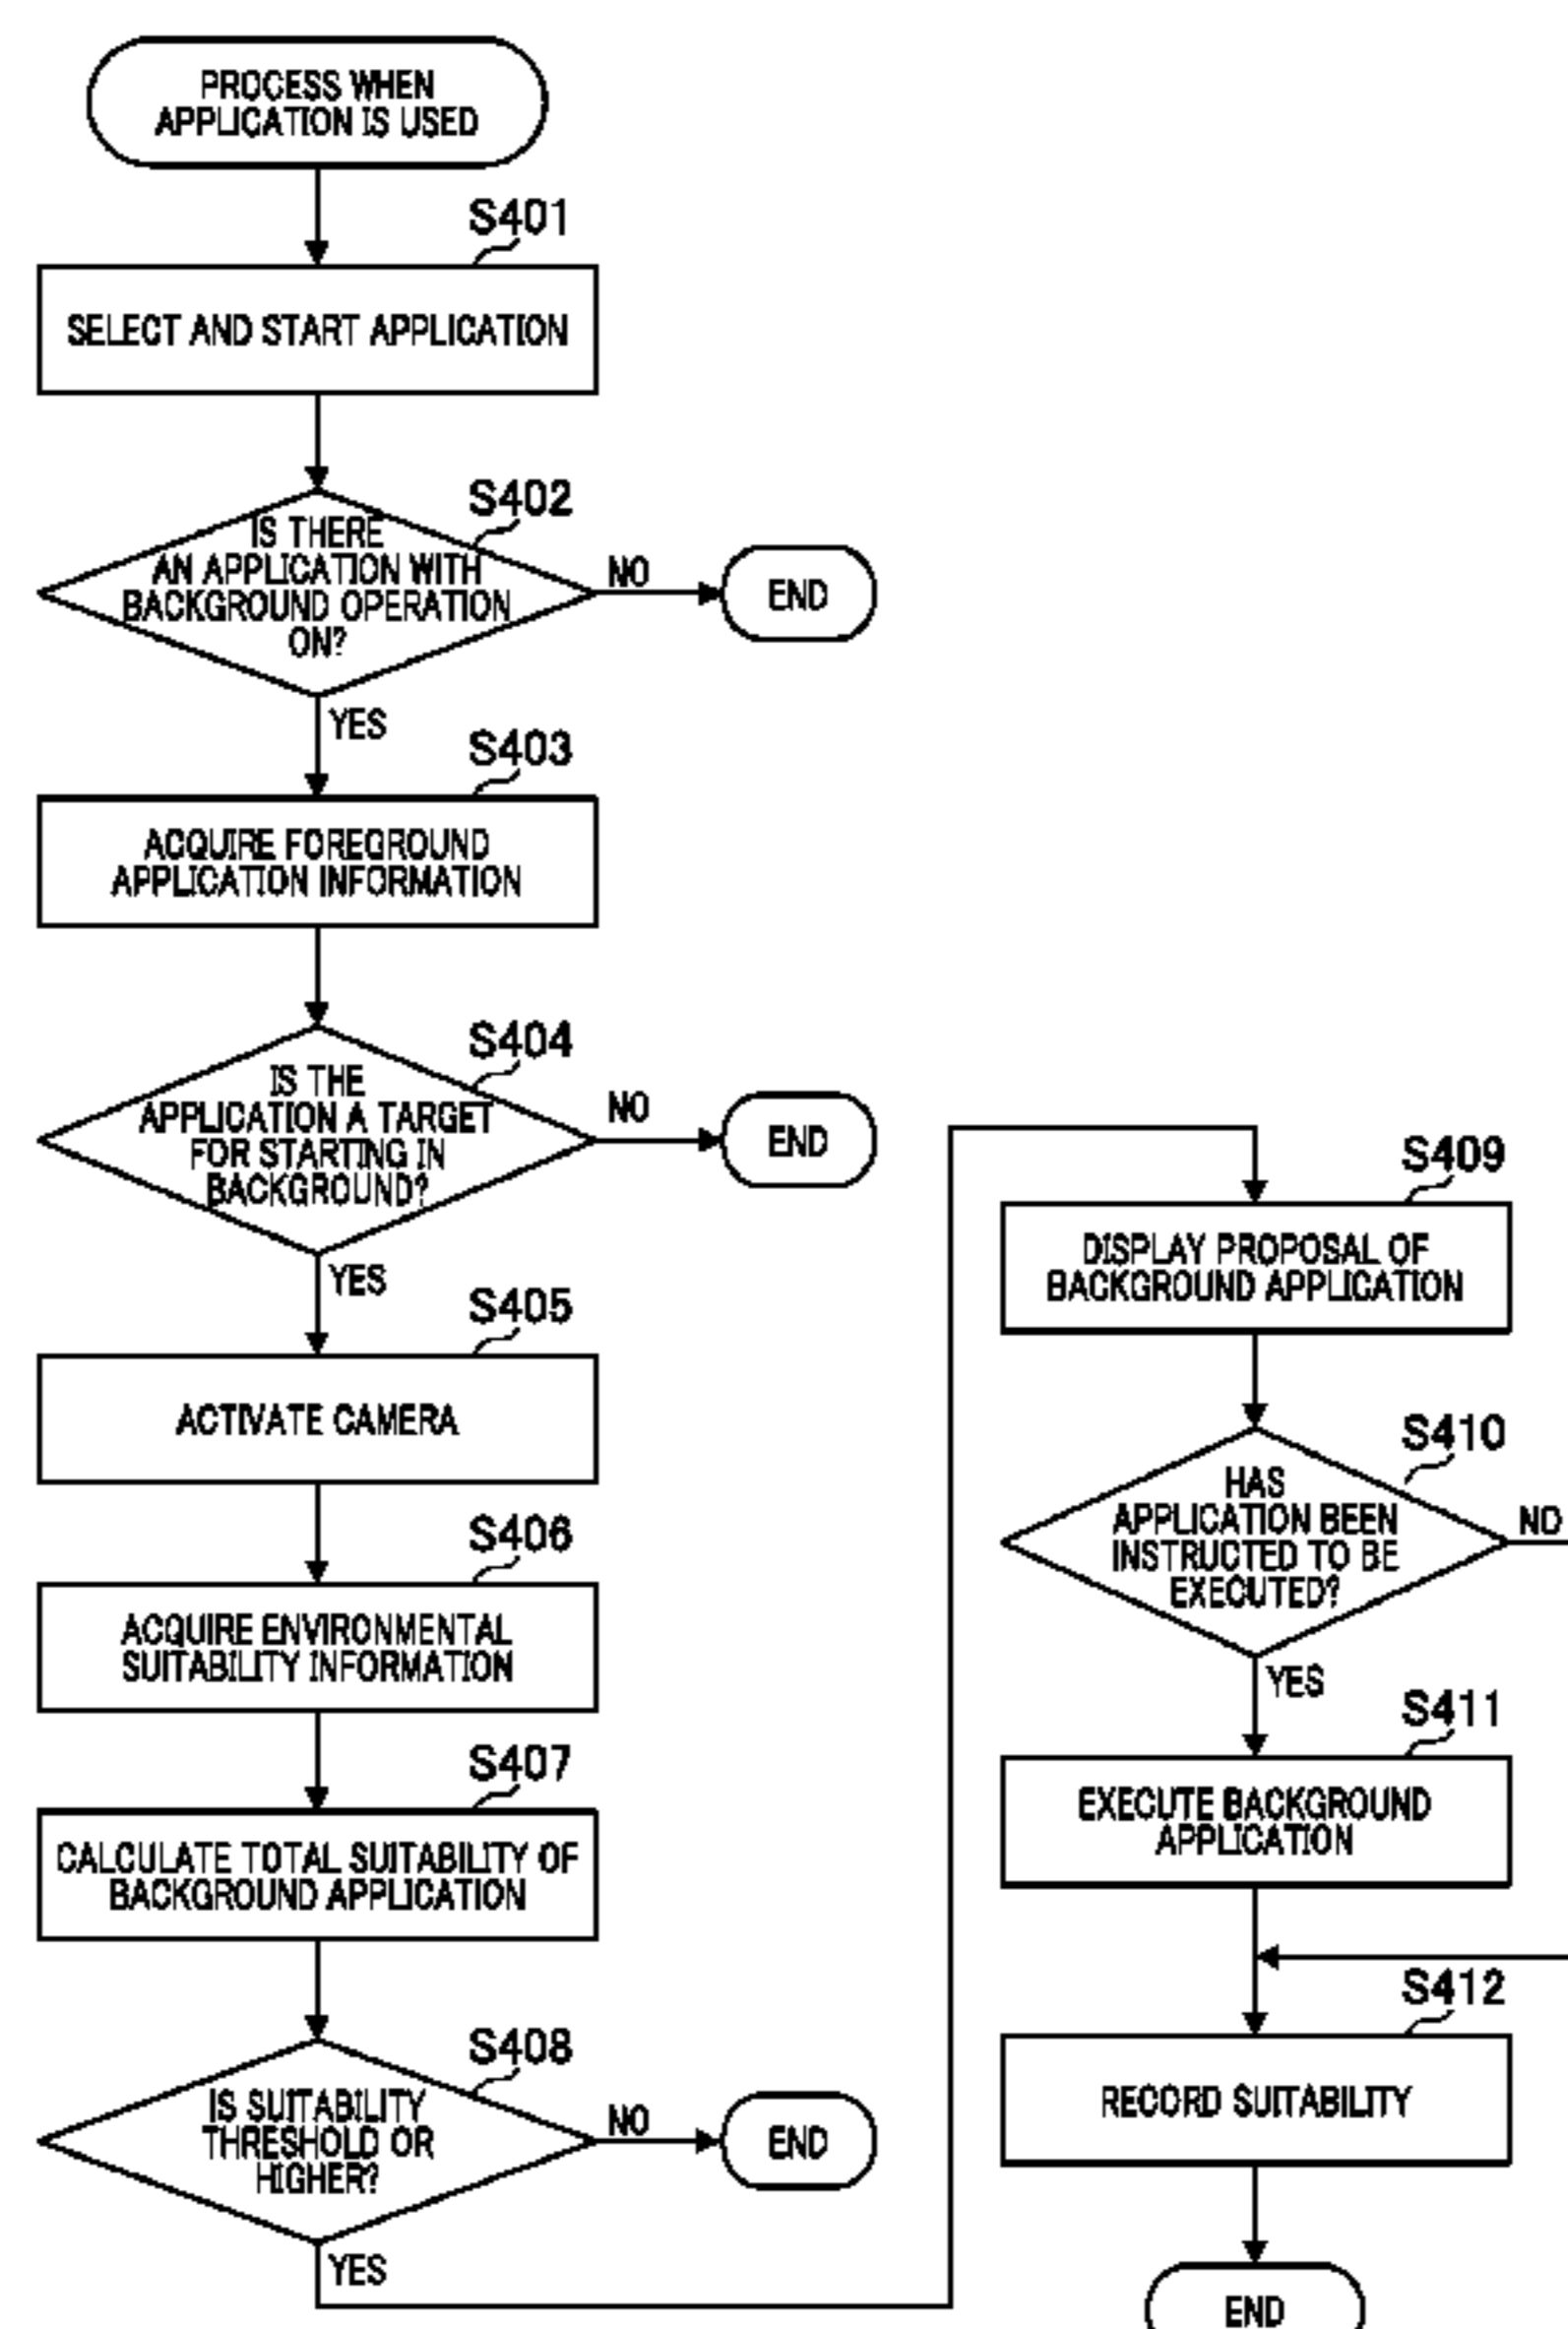 PROCESS WHEN
APPLICATION IS USED
S401
SELECT AND START APPLICATION
S402
IS THERE
AN APPLICATION WITH
BACKGROUND OPERATION
ON?
NO
END
YES
S403
ACQUIRE FOREGROUND
APPLICATION INFORMATION
S404
IS THE
APPLICATION A TARGET
FOR STARTING IN
BACKGROUND?
NO
END
YES
S405
ACTIVATE CAMERA
S406
ACQUIRE ENVIRONMENTAL
SUITABILITY INFORMATION
S407
CALCULATE TOTAL SUITABILITY OF
BACKGROUND APPLICATION
S408
IS SUITABILITY
THRESHOLD OR
HIGHER?
NO
END
YES
S409
DISPLAY PROPOSAL OF
BACKGROUND APPLICATION
S410
HAS
APPLICATION BEEN
INSTRUCTED TO BE
EXECUTED?
NO
YES
S411
EXECUTE BACKGROUND
APPLICATION
S412
RECORD SUITABILITY
END